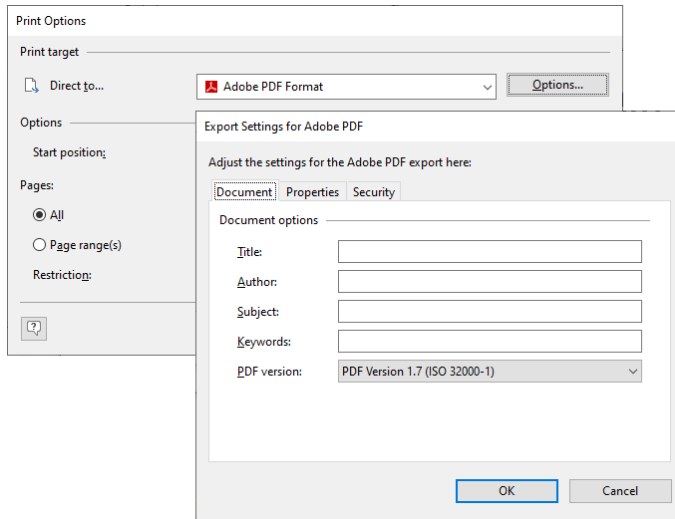 Print Options
Print target
Direct to...
Adobe PDF Format
Options...
Options
Start position:
Pages:
All
Page range(s)
Restriction:
Export Settings for Adobe PDF
Adjust the settings for the Adobe PDF export here:
Document Properties Security
Document options
Title:
Author:
Subject:
Keywords:
PDF version: PDF Version 1.7 (ISO 32000-1)
OK Cancel